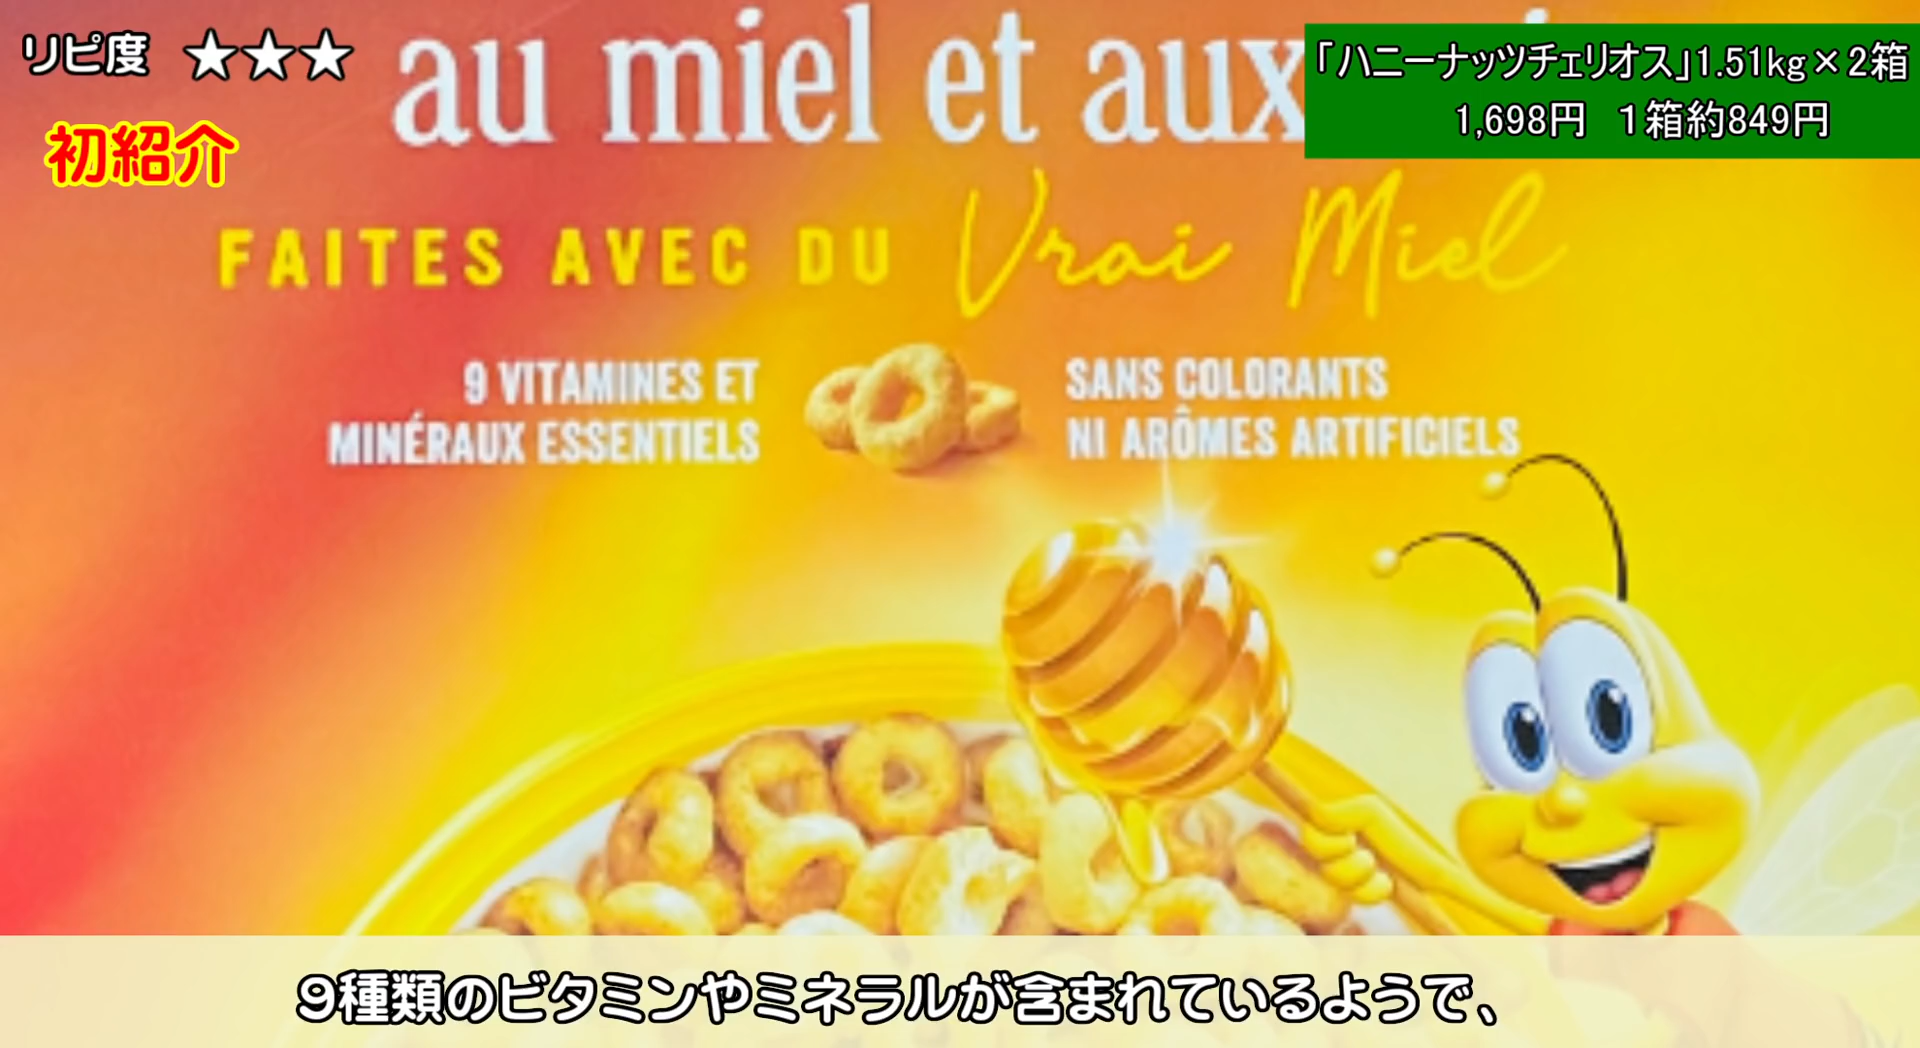 リピ度 ★★★
初紹介
「ハニーナッツチェリオス」1.51kg×2箱
1,698円 1箱約849円
au miel et aux
FAITES AVEC DU Vrai Miel
9 VITAMINES ET
MINÉRAUX ESSENTIELS
SANS COLORANTS
NI ARÔMES ARTIFICIELS
9種類のビタミンやミネラルが含まれているようで、